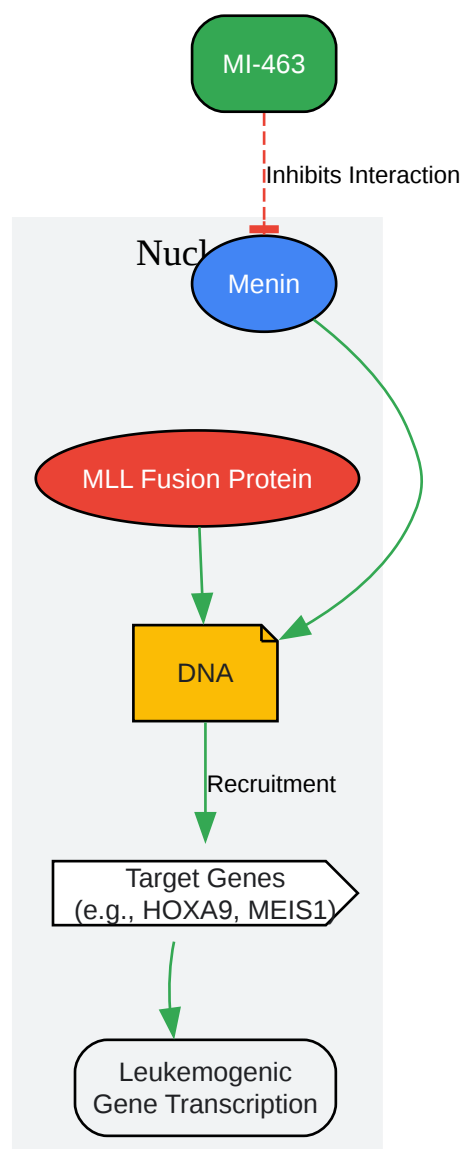 MI-463
Inhibits Interaction
Nucl
Menin
MLL Fusion Protein
DNA
Recruitment
Target Genes
(e.g., HOXA9, MEIS1)
Leukemogenic
Gene Transcription